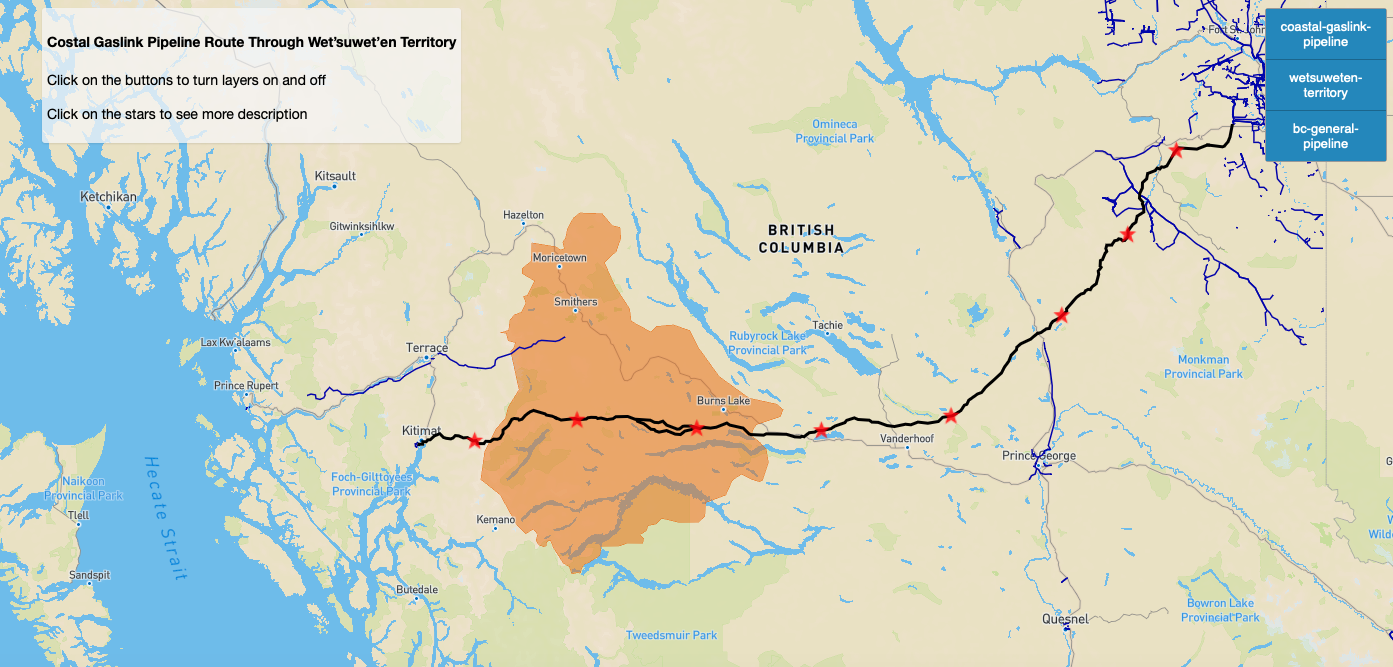 Costal Gaslink Pipeline Route Through Wet'suwet'en Territory
Click on the buttons to turn layers on and off
Click on the stars to see more description
coastal-gaslink-
pipeline
wetsuweten-
territory
bc-general-
pipeline
Omineca
Provincial Park
Kitsault
Ketchikan
Gitwinksihlkw
Hazelton
BRITISH
COLUMBIA
Moricetown
Smithers
Tachie
Rubyrock Lake
Provincial Park
Lax Kw'alaams
Terrace
Monkman
Provincial Park
Prince Rupert
Burns Lake
Kitimat
Vanderhoof
Prince George
Hecate Strait
Foch-Gilttoyees
Provincial Park
Naikoon
Provincial Park
Tlell
Kemano
Sandspit
Butedale
Bowron Lake
Provincial Park
Quesnel
Tweedsmuir Park